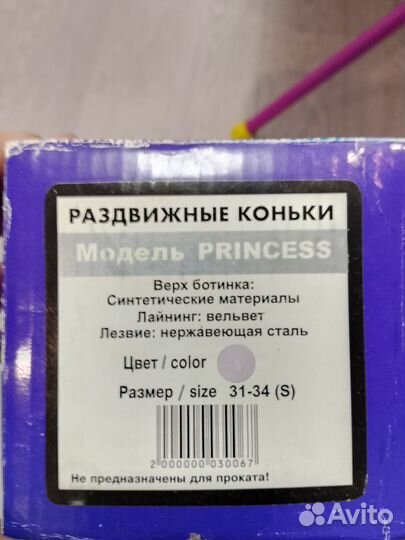 РАЗДВИЖНЫЕ КОНЬКИ
Модель PRINCESS
Верх ботинка:
Синтетические материалы
Лайнинг: вельвет
Лезвие: нержавеющая сталь
Цвет / color
Размер / size 31-34 (S)
2 000000 030067
Не предназначены для проката!
Avito